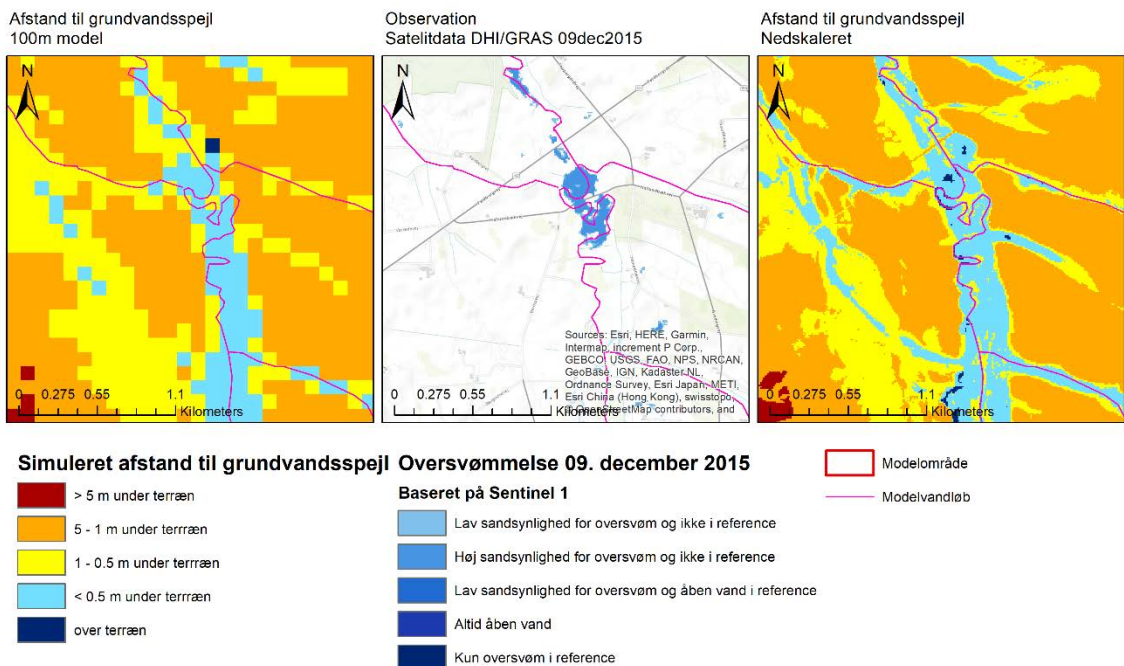 Afstand til grundvandsspejl
100m model
Observation
Satelitdata DHI/GRAS 09dec2015
Afstand til grundvandsspejl
Nedskaleret
N
N
N
0 0.275 0.55 1.1
Kilometers
Sources: Esri, HERE, Garmin,
Intermap, increment P Corp.,
GEBCO, USGS, FAO, NPS, NRCAN,
GeoBase, IGN, Kadaster NL,
Ordnance Survey, Esri Japan, METI,
Esri China (Hong Kong), swisstopo,
© OpenStreetMap contributors, and
0 0.275 0.55 1.1
Kilometers
0 0.275 0.55 1.1
Kilometers
Simuleret afstand til grundvandsspejl
> 5 m under terræn
5 - 1 m under terrræn
1 - 0.5 m under terrræn
< 0.5 m under terrræn
over terræn
Oversvømmelse 09. december 2015
Baseret på Sentinel 1
Lav sandsynlighed for oversvøm og ikke i reference
Høj sandsynlighed for oversvøm og ikke i reference
Lav sandsynlighed for oversvøm og åben vand i reference
Altid åben vand
Kun oversvøm i reference
Modelområde
Modelvandløb